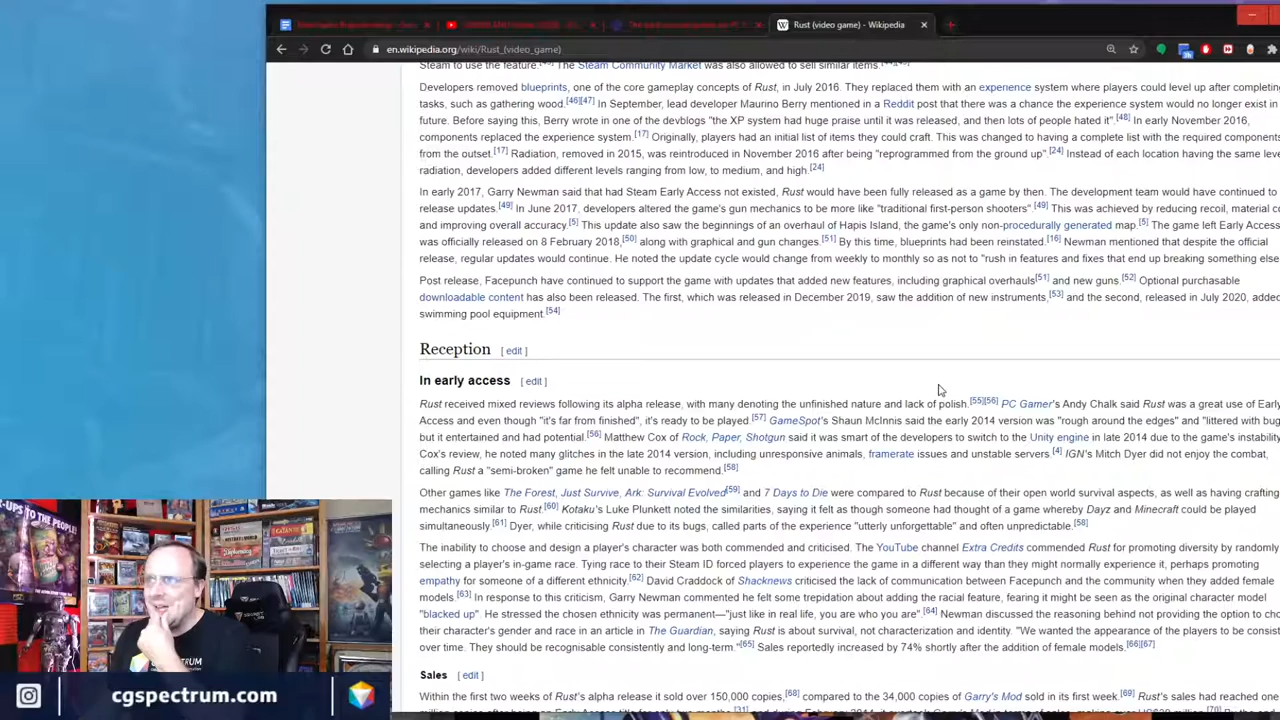 Rust (video game) - Wikipedia
en.wikipedia.org/wiki/Rust_(video_game)
Steam to use the feature. The Steam Community Market was also allowed to sell similar items.
Developers removed blueprints, one of the core gameplay concepts of Rust, in July 2016. They replaced them with an experience system where players could level up after completing
tasks, such as gathering wood.[46][47] In September, lead developer Maurino Berry mentioned in a Reddit post that there was a chance the experience system would no longer exist in
future. Before saying this, Berry wrote in one of the devblogs "the XP system had huge praise until it was released, and then lots of people hated it".[48] In early November 2016,
components replaced the experience system.[17] Originally, players had an initial list of items they could craft. This was changed to having a complete list with the required components
from the outset.[17] Radiation, removed in 2015, was reintroduced in November 2016 after being "reprogrammed from the ground up".[24] Instead of each location having the same leve
radiation, developers added different levels ranging from low, to medium, and high.[24]
In early 2017, Garry Newman said that had Steam Early Access not existed, Rust would have been fully released as a game by then. The development team would have continued to
release updates.[49] In June 2017, developers altered the game's gun mechanics to be more like "traditional first-person shooters".[49] This was achieved by reducing recoil, material co
and improving overall accuracy.[5] This update also saw the beginnings of an overhaul of Hapis Island, the game's only non-procedurally generated map.[5] The game left Early Access
was officially released on 8 February 2018,[50] along with graphical and gun changes.[51] By this time, blueprints had been reinstated.[16] Newman mentioned that despite the official
release, regular updates would continue. He noted the update cycle would change from weekly to monthly so as not to "rush in features and fixes that end up breaking something else
Post release, Facepunch have continued to support the game with updates that added new features, including graphical overhauls[51] and new guns.[52] Optional purchasable
downloadable content has also been released. The first, which was released in December 2019, saw the addition of new instruments,[53] and the second, released in July 2020, added
swimming pool equipment.[54]
Reception [ edit ]
In early access [ edit ]
Rust received mixed reviews following its alpha release, with many denoting the unfinished nature and lack of polish.[55][56] PC Gamer's Andy Chalk said Rust was a great use of Early
Access and even though "it's far from finished", it's ready to be played.[57] GameSpot's Shaun McInnis said the early 2014 version was "rough around the edges" and "littered with bug
but it entertained and had potential.[56] Matthew Cox of Rock, Paper, Shotgun said it was smart of the developers to switch to the Unity engine in late 2014 due to the game's instability
Cox's review, he noted many glitches in the late 2014 version, including unresponsive animals, framerate issues and unstable servers.[4] IGN's Mitch Dyer did not enjoy the combat,
calling Rust a "semi-broken" game he felt unable to recommend.[58]
Other games like The Forest, Just Survive, Ark: Survival Evolved[59] and 7 Days to Die were compared to Rust because of their open world survival aspects, as well as having crafting
mechanics similar to Rust.[60] Kotaku's Luke Plunkett noted the similarities, saying it felt as though someone had thought of a game whereby Dayz and Minecraft could be played
simultaneously.[61] Dyer, while criticising Rust due to its bugs, called parts of the experience "utterly unforgettable" and often unpredictable.[58]
The inability to choose and design a player's character was both commended and criticised. The YouTube channel Extra Credits commended Rust for promoting diversity by randomly
selecting a player's in-game race. Tying race to their Steam ID forced players to experience the game in a different way than they might normally experience it, perhaps promoting
empathy for someone of a different ethnicity.[62] David Craddock of Shacknews criticised the lack of communication between Facepunch and the community when they added female
models.[63] In response to this criticism, Garry Newman commented he felt some trepidation about adding the racial feature, fearing it might be seen as the original character model
"blacked up". He stressed the chosen ethnicity was permanent—"just like in real life, you are who you are".[64] Newman discussed the reasoning behind not providing the option to cho
their character's gender and race in an article in The Guardian, saying Rust is about survival, not characterization and identity. "We wanted the appearance of the players to be consist
over time. They should be recognisable consistently and long-term."[65] Sales reportedly increased by 74% shortly after the addition of female models.[66][67]
Sales [ edit ]
Within the first two weeks of Rust's alpha release it sold over 150,000 copies,[68] compared to the 34,000 copies of Garry's Mod sold in its first week.[69] Rust's sales had reached one
cgspectrum.com